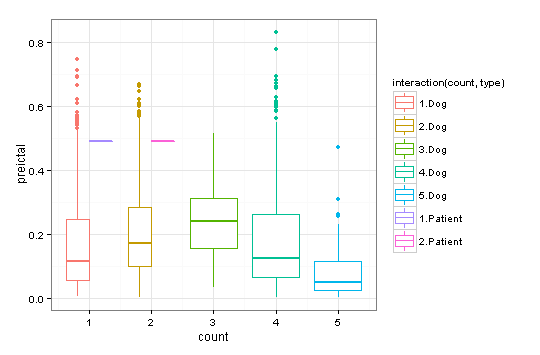 0.8
0.6
0.4
0.2
0.0
preictal
1 2 3 4 5
count
interaction(count, type)
1.Dog
2.Dog
3.Dog
4.Dog
5.Dog
1.Patient
2.Patient